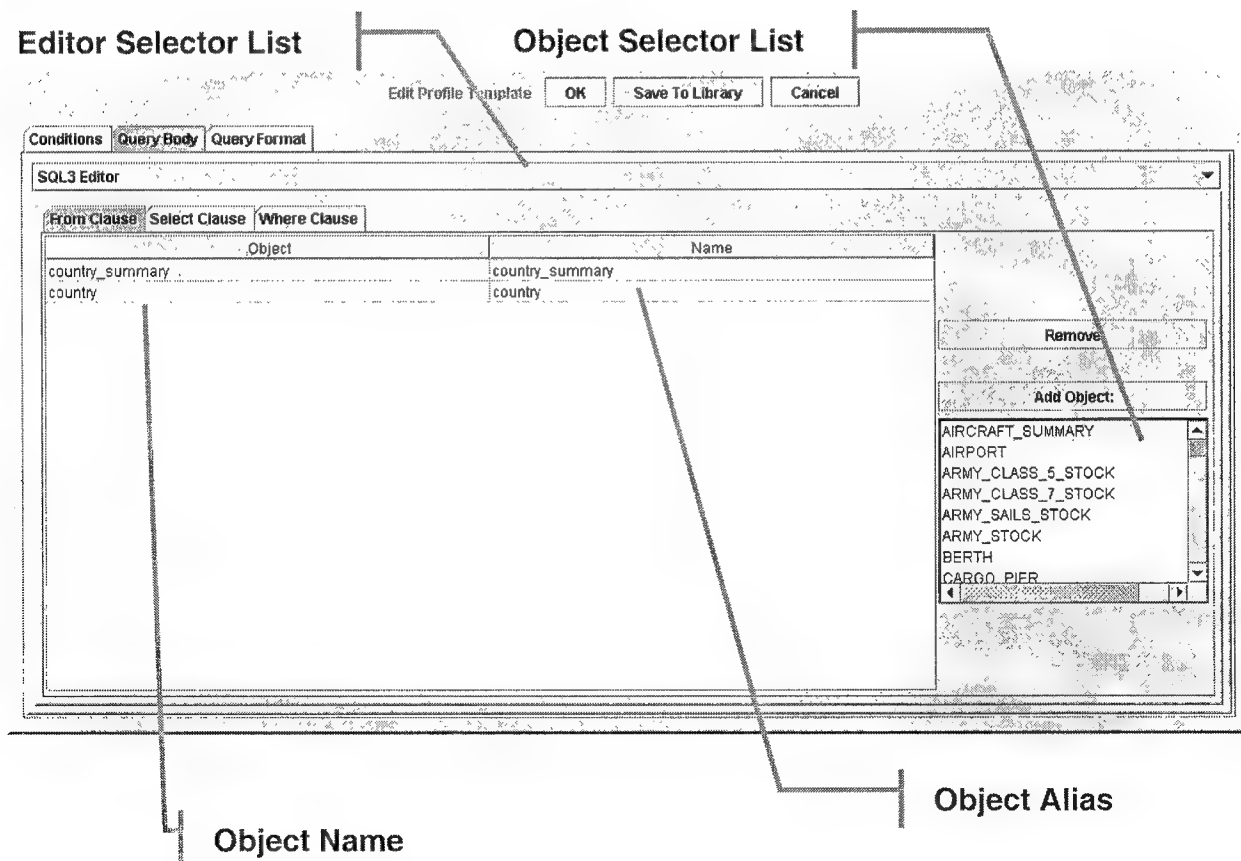 Editor Selector List
Object Selector List
Edit Profile Template OK Save To Library Cancel
Conditions Query Body Query Format
SQL3 Editor
From Clause Select Clause Where Clause
Object Name
country_summary country_summary
country country
Remove
Add Object:
AIRCRAFT_SUMMARY
AIRPORT
ARMY_CLASS_5_STOCK
ARMY_CLASS_7_STOCK
ARMY_SAILS_STOCK
ARMY_STOCK
BERTH
CARGO_PIER
Object Alias
Object Name